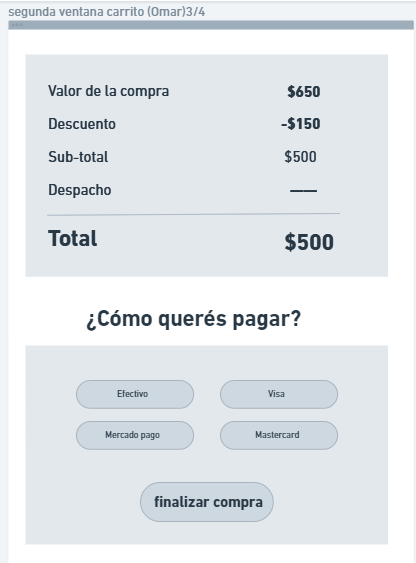 segunda ventana carrito (Omar)3/4
Valor de la compra $650
Descuento -$150
Sub-total $500
Despacho ——
Total $500
¿Cómo querés pagar?
Efectivo Visa
Mercado pago Mastercard
finalizar compra